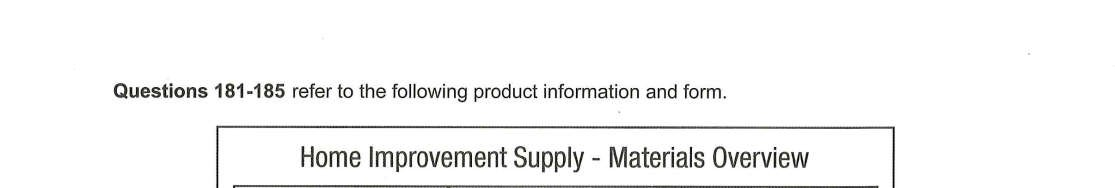 Questions 181-185 refer to the following product information and form.
Home Improvement Supply - Materials Overview